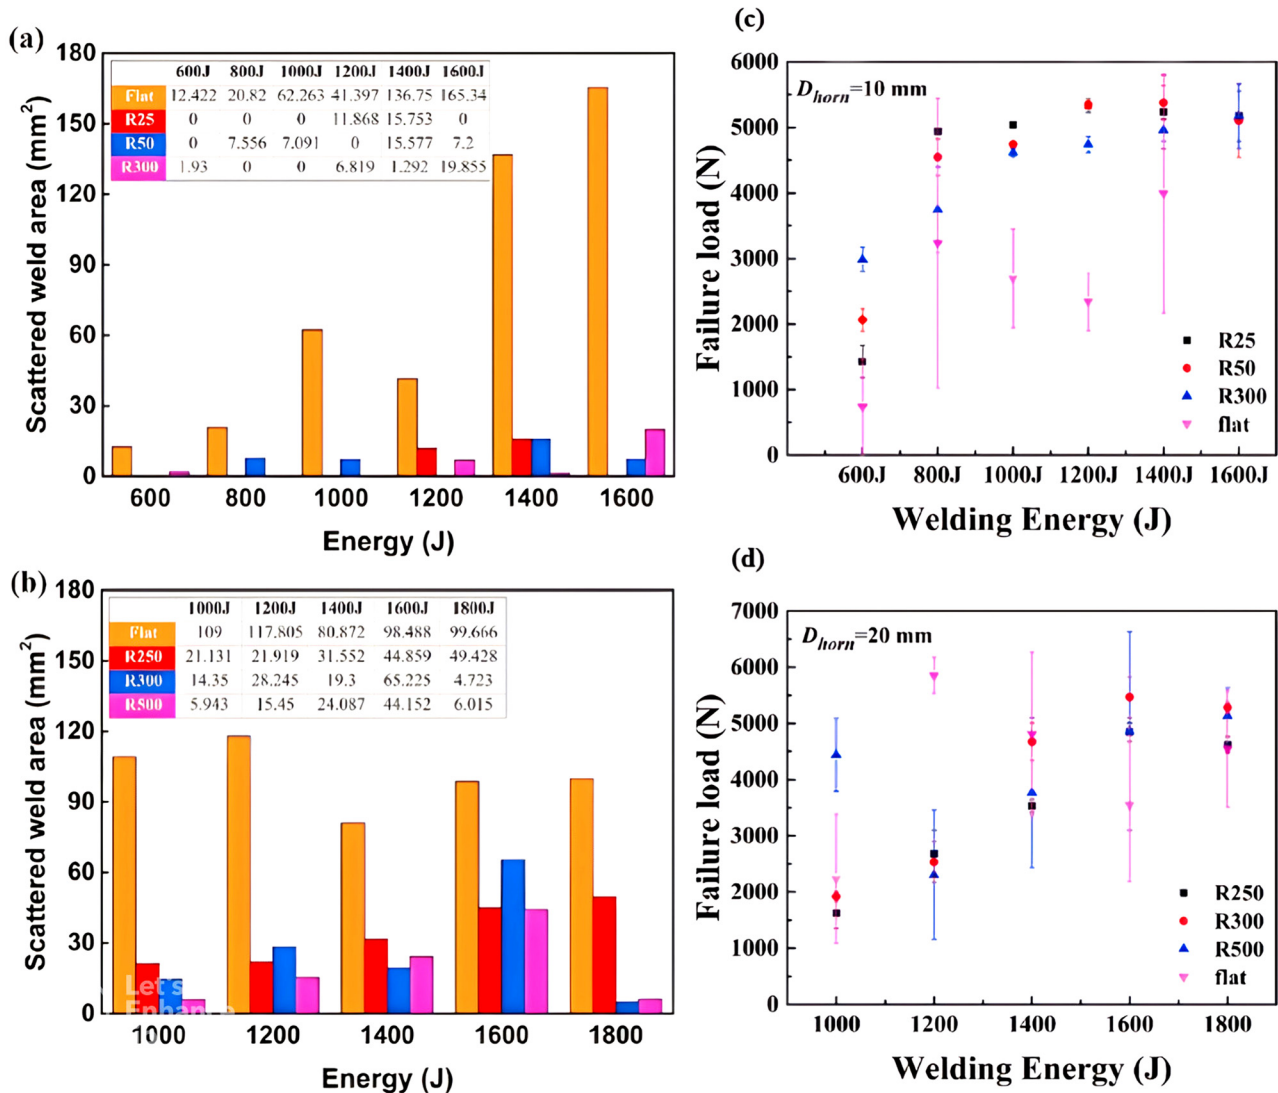 (a)
180
150
120
90
60
30
0
Scattered weld area (mm²)
600J 800J 1000J 1200J 1400J 1600J
Flat 12.422 20.82 62.263 41.397 136.75 165.34
R25 0 0 0 11.868 15.753 0
R50 0 7.556 7.091 0 15.577 7.2
R300 1.93 0 0 6.819 1.292 19.855
600 800 1000 1200 1400 1600
Energy (J)
(c)
6000
5000
4000
3000
2000
1000
0
Failure load (N)
Dhorn=10 mm
R25
R50
R300
flat
600J 800J 1000J 1200J 1400J 1600J
Welding Energy (J)
(b)
180
150
120
90
60
30
0
Scattered weld area (mm²)
1000J 1200J 1400J 1600J 1800J
Flat 109 117.805 80.872 98.488 99.666
R250 21.131 21.919 31.552 44.859 49.428
R300 14.35 28.245 19.3 65.225 4.723
R500 5.943 15.45 24.087 44.152 6.015
Let's
Enhance
1000 1200 1400 1600 1800
Energy (J)
(d)
7000
6000
5000
4000
3000
2000
1000
0
Failure load (N)
Dhorn=20 mm
R250
R300
R500
flat
1000 1200 1400 1600 1800
Welding Energy (J)